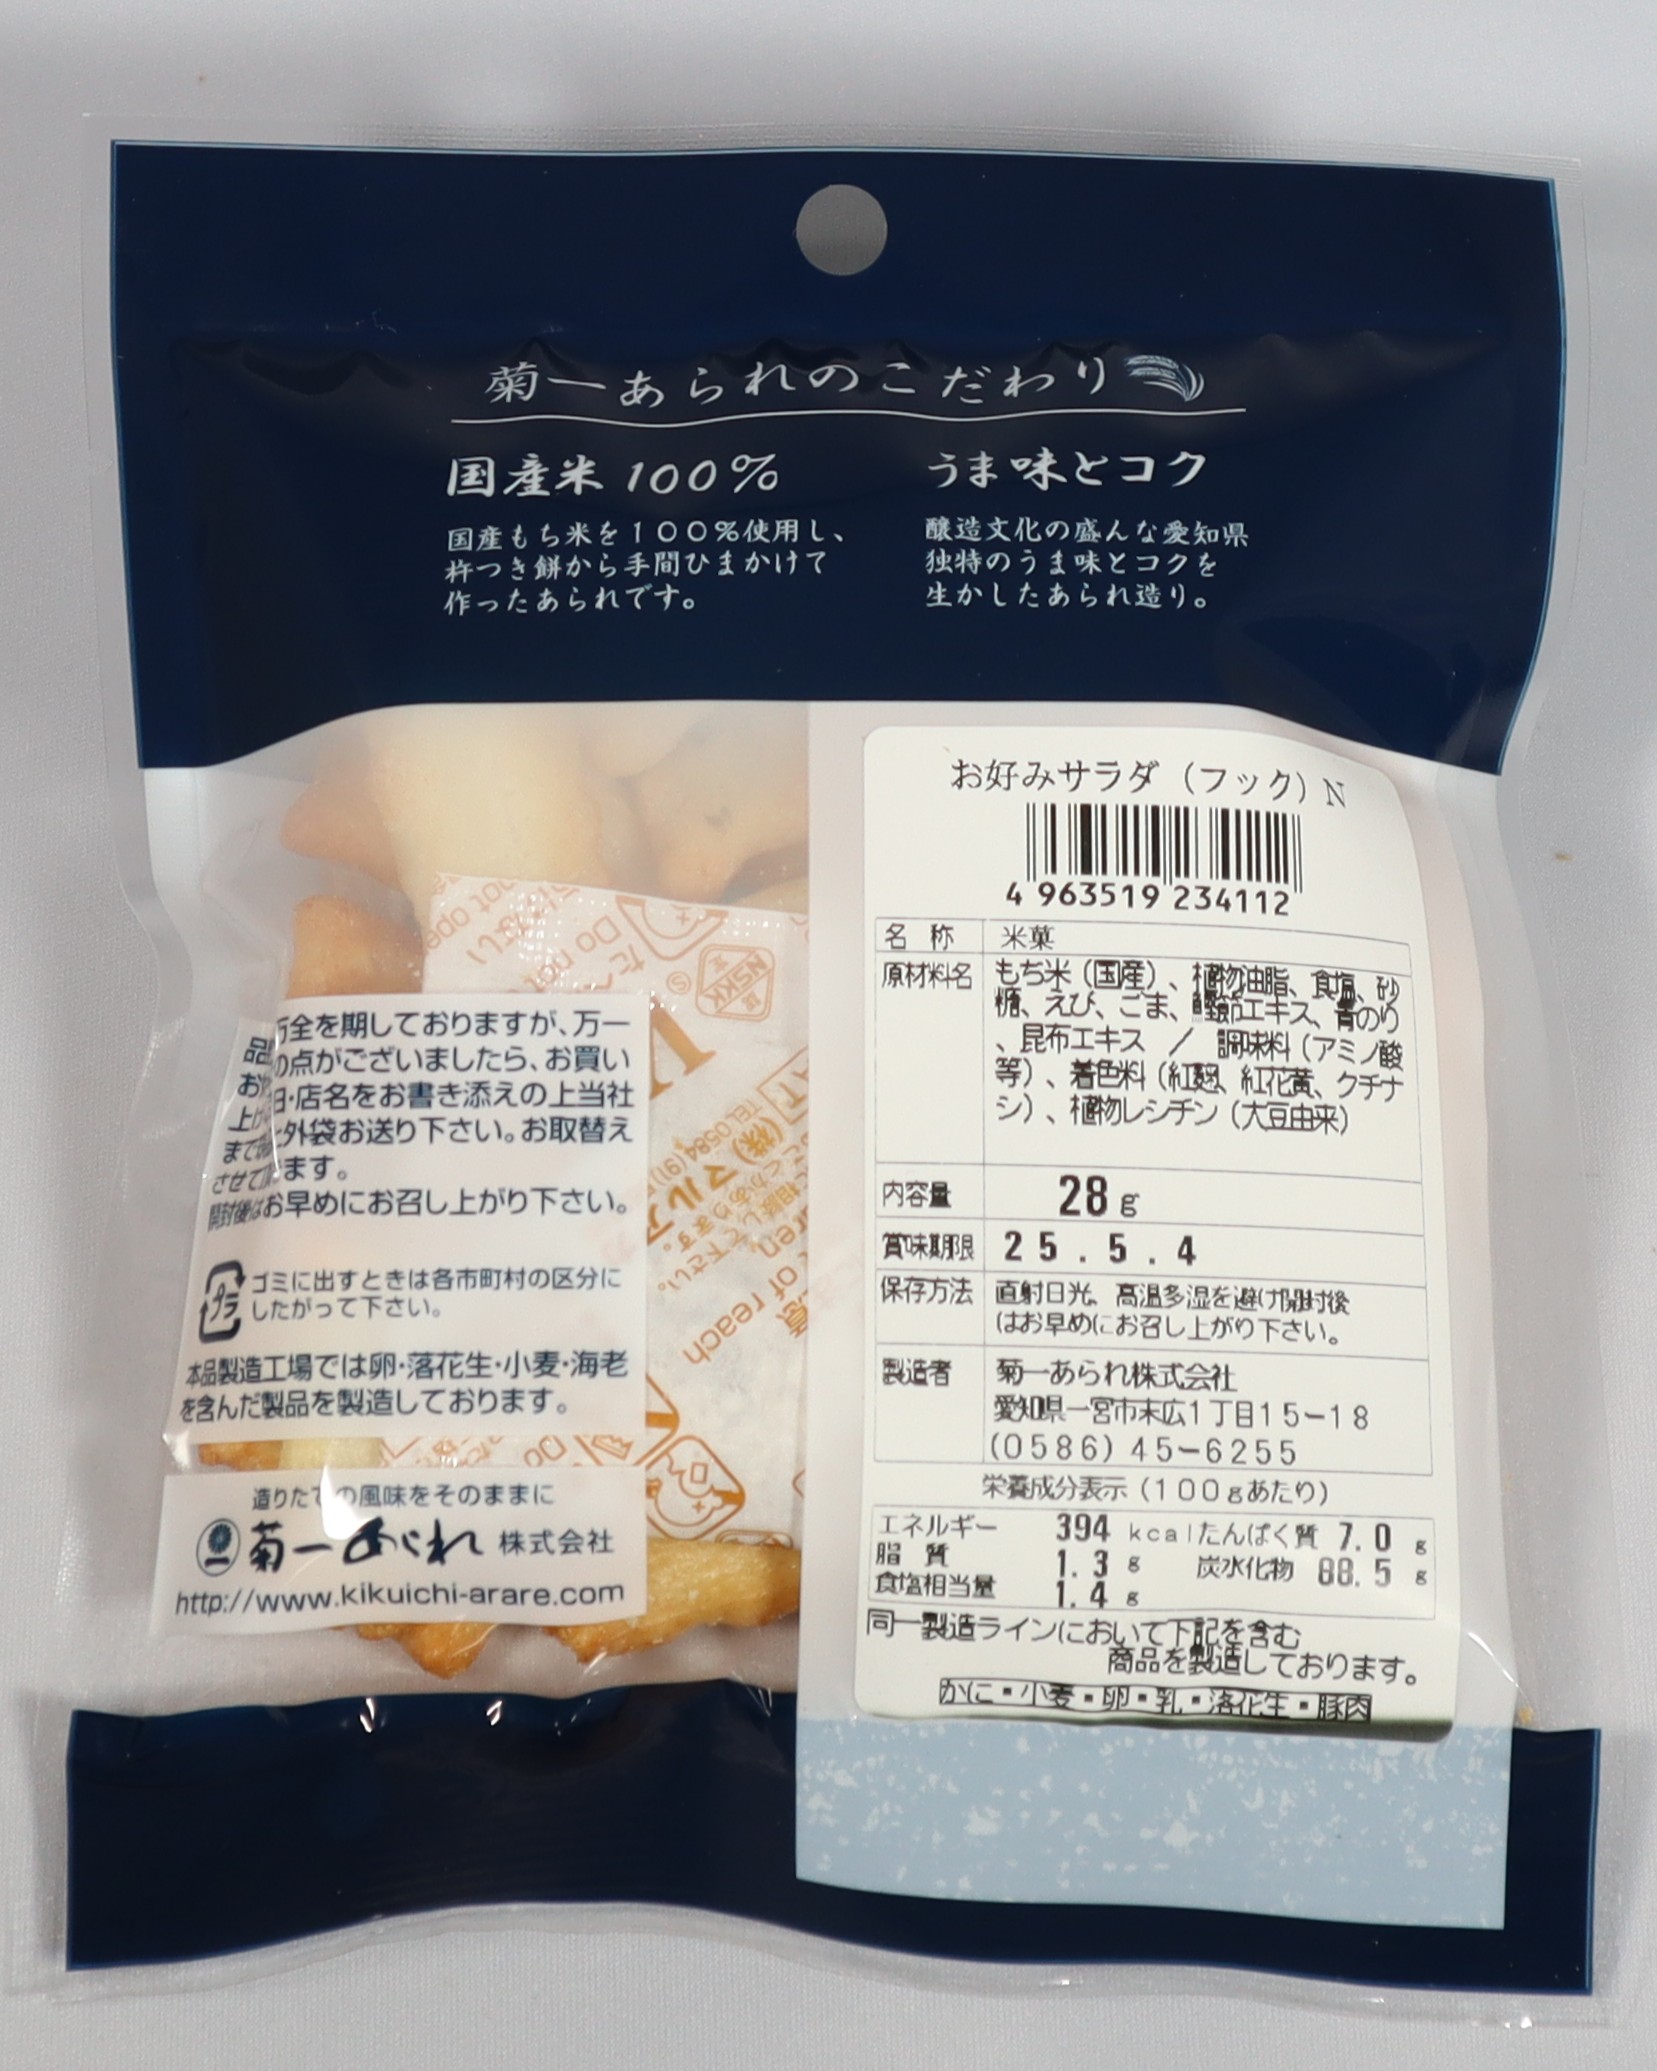 菊一あられのこだわり
国産米100%
国産もち米を100%使用し、
杵つき餅から手間ひまかけて
作ったあられです。
うま味とコク
醸造文化の盛んな愛知県
独特のうま味とコクを
生かしたあられ造り。
万全を期しておりますが、万一
の点がございましたら、お買い
日・店名をお書き添えの上当社
外袋お送り下さい。お取替え
させて
ます。
開封後はお早めにお召し上がり下さい。
プラ
ゴミに出すときは各市町村の区分に
したがって下さい。
本品製造工場では卵・落花生・小麦・海老
を含んだ製品を製造しております。
造りたての風味をそのままに
菊一あられ 株式会社
http://www.kikuichi-arare.com
NSKK
Do not
of reach
お好みサラダ(フック)N
4 963519 234112
名 称 米菓
原材料名 もち米(国産)、植物油脂、食塩、砂
糖、えび、ごま、鰹節エキス、青のり
、昆布エキス / 調味料(アミノ酸
等)、着色料(紅麹、紅花黄、クチナ
シ)、植物レシチン(大豆由来)
内容量 28g
賞味期限 25.5.4
保存方法 直射日光、高温多湿を避け開封後
はお早めにお召し上がり下さい。
製造者 菊一あられ株式会社
愛知県一宮市末広1丁目15-18
(0586)45-6255
栄養成分表示(100gあたり)
エネルギー 394 kcal たんぱく質 7.0 g
脂 質 1.3 g 炭水化物 88.5 g
食塩相当量 1.4 g
同一製造ラインにおいて下記を含む
商品を製造しております。
かに・小麦・卵・乳・落花生・豚肉